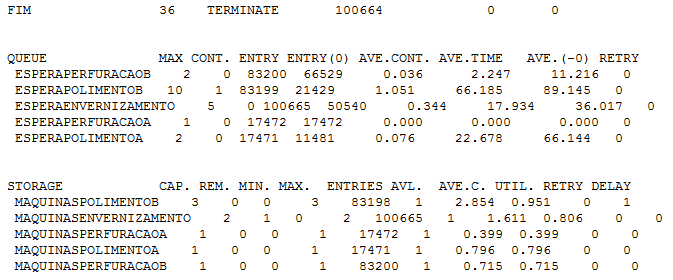 FIM 36 TERMINATE 100664 0 0
QUEUE MAX CONT. ENTRY ENTRY(0) AVE.CONT. AVE.TIME AVE.(-0) RETRY
ESPERAPERFURACAOB 2 0 83200 66529 0.036 2.247 11.216 0
ESPERAPOLIMENTOB 10 1 83199 21429 1.051 66.185 89.145 0
ESPERAENVERNIZAMENTO 5 0 100665 50540 0.344 17.934 36.017 0
ESPERAPERFURACAOA 1 0 17472 17472 0.000 0.000 0.000 0
ESPERAPOLIMENTOA 2 0 17471 11481 0.076 22.678 66.144 0
STORAGE CAP. REM. MIN. MAX. ENTRIES AVL. AVE.C. UTIL. RETRY DELAY
MAQUINASPOLIMENTOB 3 0 0 3 83198 1 2.854 0.951 0 1
MAQUINASENVERNIZAMENTO 2 1 0 2 100665 1 1.611 0.806 0 0
MAQUINASPERFURACAOA 1 0 0 1 17472 1 0.399 0.399 0 0
MAQUINASPOLIMENTOA 1 0 0 1 17471 1 0.796 0.796 0 0
MAQUINASPERFURACAOB 1 0 0 1 83200 1 0.715 0.715 0 0